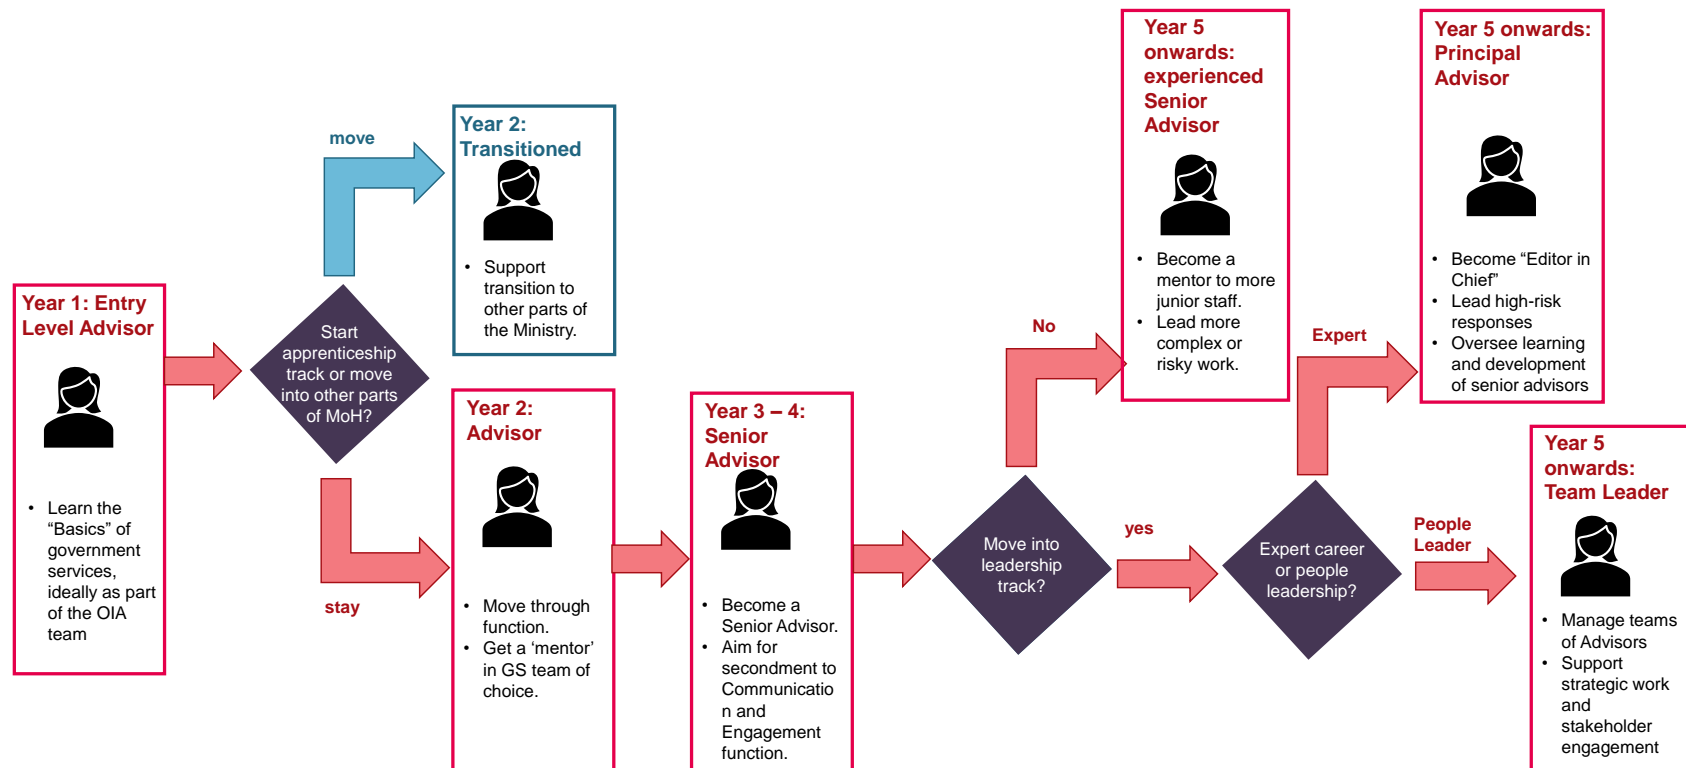 Year 1: Entry
Level Advisor
• Learn the
“Basics” of
government
services,
ideally as part
of the OIA
team
Start
apprenticeship
track or move
into other parts
of MoH?
move
Year 2:
Transitioned
• Support
transition to
other parts of
the Ministry.
stay
Year 2:
Advisor
• Move through
function.
• Get a ‘mentor’
in GS team of
choice.
Year 3 – 4:
Senior
Advisor
• Become a
Senior Advisor.
• Aim for
secondment to
Communicatio
n and
Engagement
function.
Move into
leadership
track?
No
Year 5
onwards:
experienced
Senior
Advisor
• Become a
mentor to more
junior staff.
• Lead more
complex or
risky work.
yes
Expert career
or people
leadership?
Expert
Year 5 onwards:
Principal
Advisor
• Become “Editor in
Chief”
• Lead high-risk
responses
• Oversee learning
and development
of senior advisors
People
Leader
Year 5
onwards:
Team Leader
• Manage teams
of Advisors
• Support
strategic work
and
stakeholder
engagement